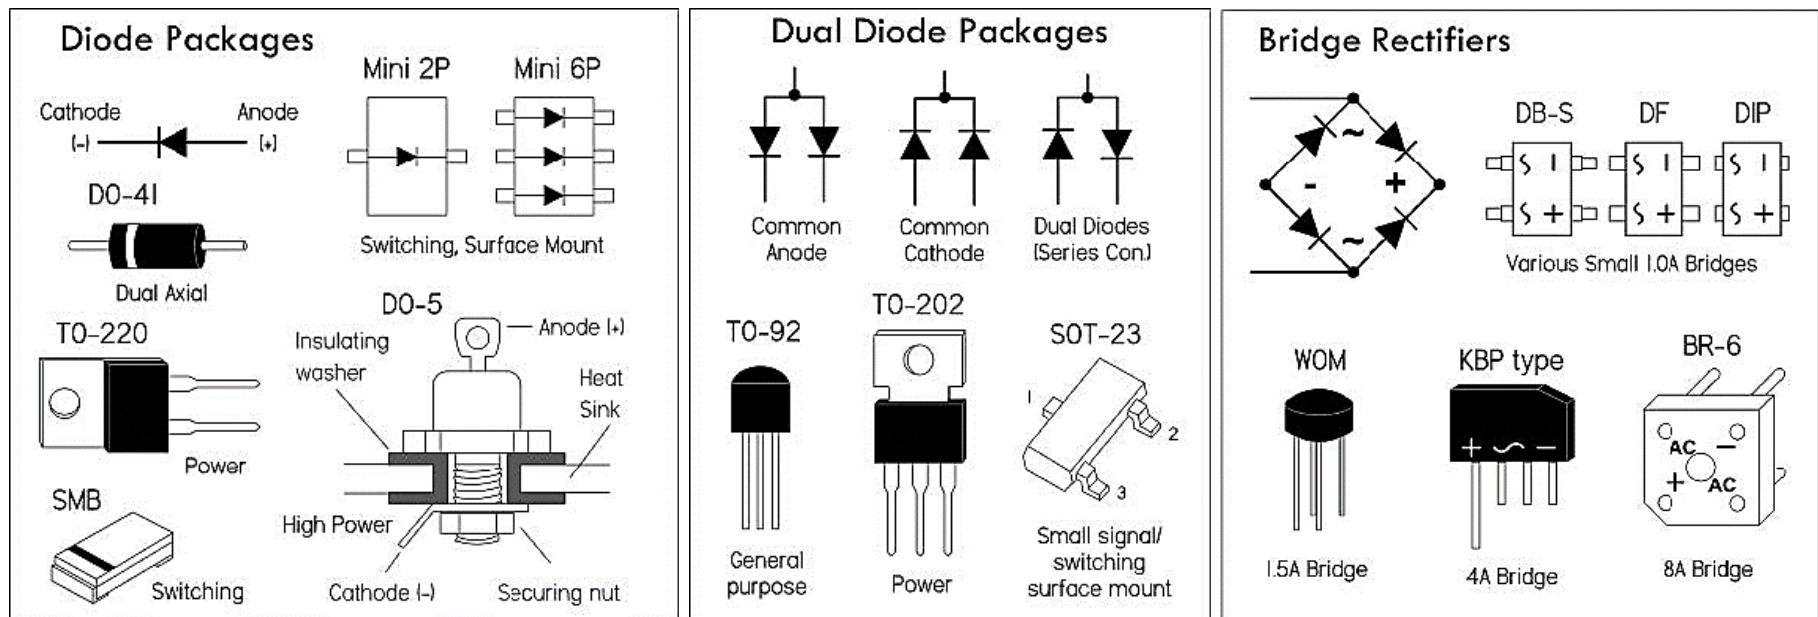 Diode Packages
Cathode
(-)
Anode
(+)
Mini 2P
Mini 6P
Switching, Surface Mount
DO-41
Dual Axial
TO-220
Power
SMB
Switching
DO-5
Anode (+)
Insulating
washer
Heat
Sink
High Power
Cathode (-)
Securing nut
Dual Diode Packages
Common
Anode
Common
Cathode
Dual Diodes
(Series Con.)
TO-92
General
purpose
TO-202
Power
SOT-23
1
2
3
Small signal/
switching
surface mount
Bridge Rectifiers
~
- +
~
DB-S
DF
DIP
~ -
~ +
~ -
~ +
~ -
~ +
Various Small 1.0A Bridges
WOM
1.5A Bridge
KBP type
+ ~ -
4A Bridge
BR-6
AC -
+ AC
8A Bridge